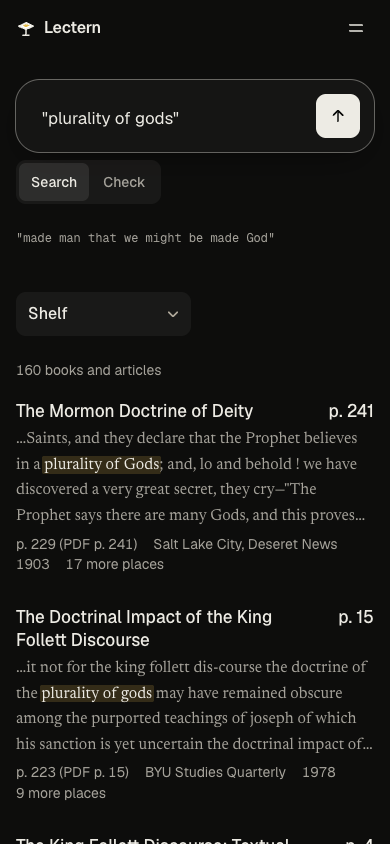 Lectern
"plurality of gods"
Search Check
"made man that we might be made God"
Shelf
160 books and articles
The Mormon Doctrine of Deity p. 241
...Saints, and they declare that the Prophet believes
in a plurality of Gods; and, lo and behold ! we have
discovered a very great secret, they cry—"The
Prophet says there are many Gods, and this proves...
p. 229 (PDF p. 241) Salt Lake City, Deseret News
1903 17 more places
The Doctrinal Impact of the King p. 15
Follett Discourse
...it not for the king follett dis-course the doctrine of
the plurality of gods may have remained obscure
among the purported teachings of joseph of which
his sanction is yet uncertain the doctrinal impact of...
p. 223 (PDF p. 15) BYU Studies Quarterly 1978
9 more places
The King Follett Discourse: Textual p. 4